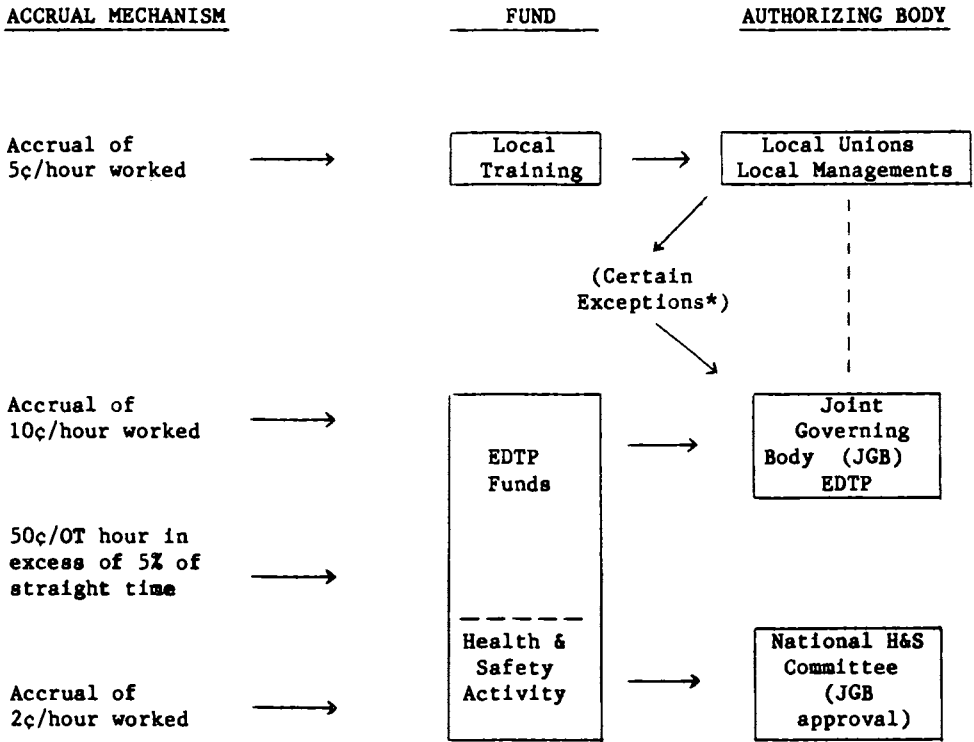 ACCRUAL MECHANISM
FUND
AUTHORIZING BODY
Accrual of
5¢/hour worked
Local
Training
Local Unions
Local Managements
(Certain
Exceptions*)
Accrual of
10¢/hour worked
EDTP
Funds
Joint
Governing
Body (JGB)
EDTP
50¢/OT hour in
excess of 5% of
straight time
Health &
Safety
Activity
National H&S
Committee
(JGB
approval)
Accrual of
2¢/hour worked